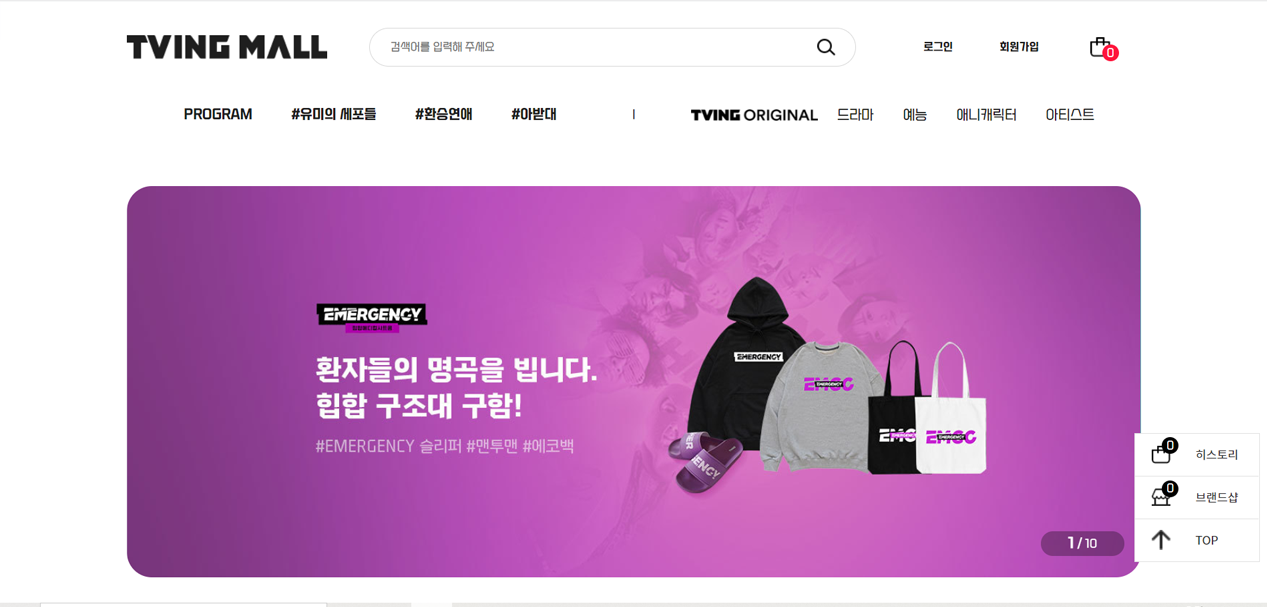 TVING MALL
검색어를 입력해 주세요
로그인
회원가입
0
PROGRAM
#유미의 세포들
#환승연애
#아받대
|
TVING ORIGINAL
드라마
예능
애니캐릭터
아티스트
EMERGENCY
환자들의 명곡을 빕니다.
힙합 구조대 구함!
#EMERGENCY 슬리퍼 #맨투맨 #에코백
EMERGENCY
EMGC
EMERGENCY
EMGC
EMERGENCY
1 / 10
0
히스토리
0
브랜드샵
TOP